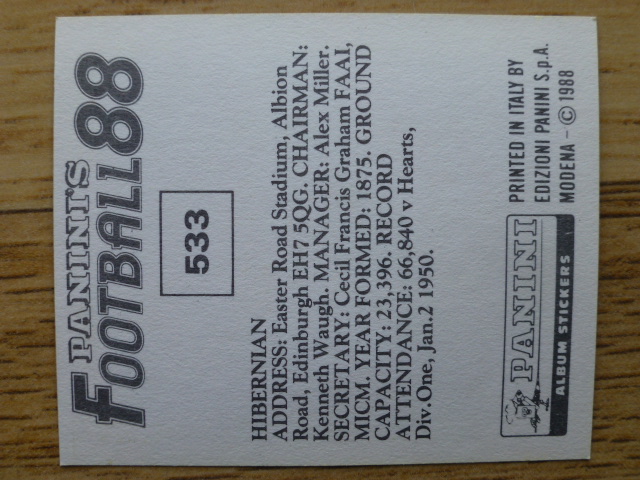 PANINI'S
FOOTBALL 88
533
HIBERNIAN
ADDRESS: Easter Road Stadium, Albion
Road, Edinburgh EH7 5QG. CHAIRMAN:
Kenneth Waugh. MANAGER: Alex Miller.
SECRETARY: Cecil Francis Graham FAAI,
MICM. YEAR FORMED: 1875. GROUND
CAPACITY: 23,396. RECORD
ATTENDANCE: 66,840 v Hearts,
Div.One, Jan.2 1950.
PANINI
ALBUM STICKERS
PRINTED IN ITALY BY
EDIZIONI PANINI S.p.A.
MODENA - © 1988